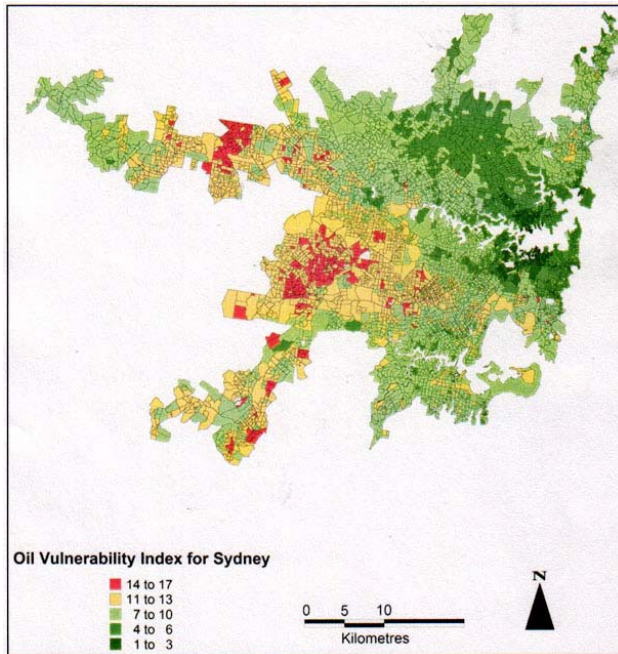 Oil Vulnerability Index for Sydney
14 to 17
11 to 13
7 to 10
4 to 6
1 to 3
0 5 10
Kilometres
N